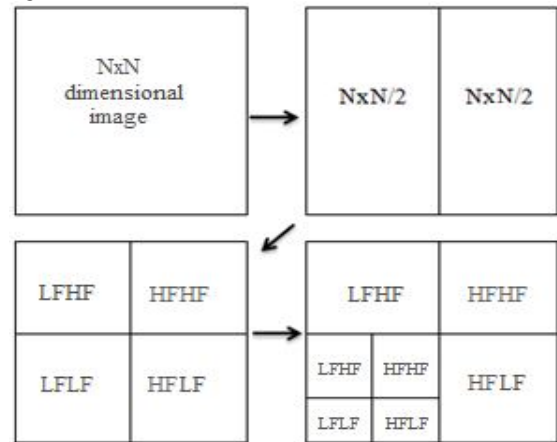 NxN
dimensional
image
NxN/2 NxN/2
LFHF HFHF
LFLF HFLF
LFHF HFHF
LFHF HFHF
HFLF
LFLF HFLF